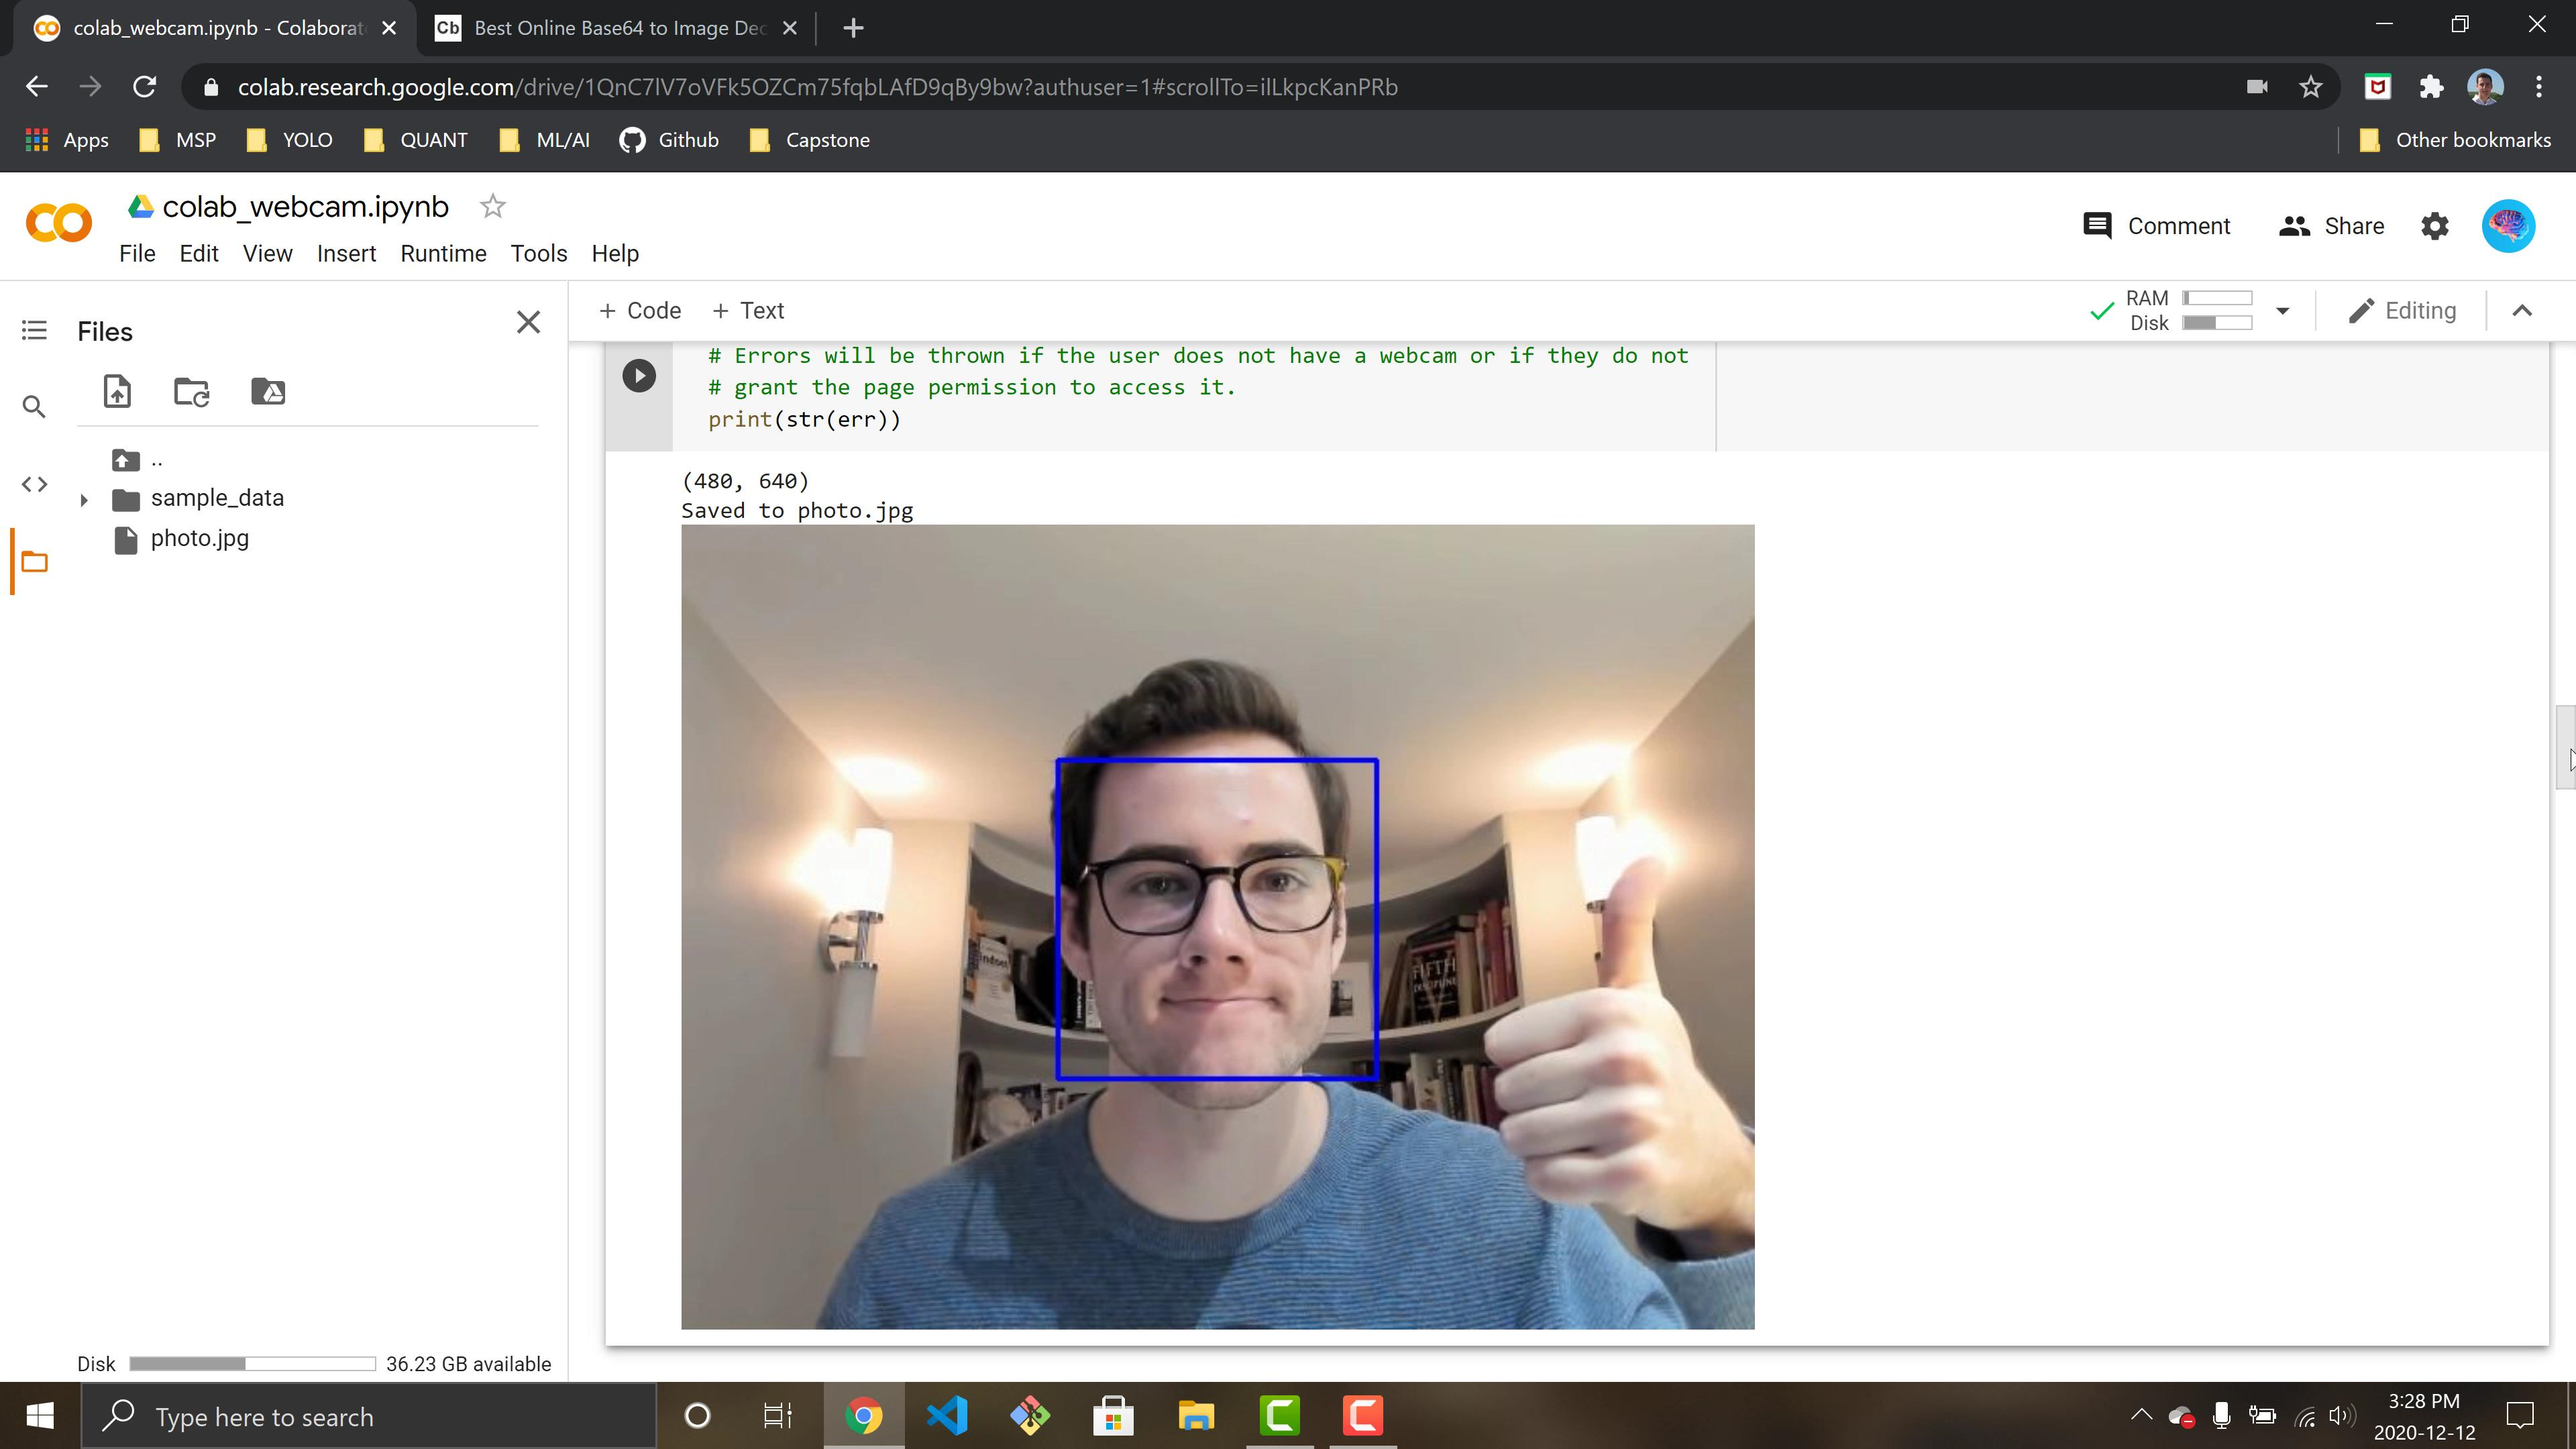 colab_webcam.ipynb - Colaborat
Cb Best Online Base64 to Image Dec
colab.research.google.com/drive/1QnC7lV7oVFk5OZCm75fqbLAfD9qBy9bw?authuser=1#scrollTo=ilLkpcKanPRb
Apps MSP YOLO QUANT ML/AI Github Capstone Other bookmarks
colab_webcam.ipynb
File Edit View Insert Runtime Tools Help
Comment Share
Files
+ Code + Text
RAM
Disk
Editing
..
sample_data
photo.jpg
# Errors will be thrown if the user does not have a webcam or if they do not
# grant the page permission to access it.
print(str(err))
(480, 640)
Saved to photo.jpg
FIFTH
DISCIPLINE
Disk 36.23 GB available
Type here to search
3:28 PM
2020-12-12